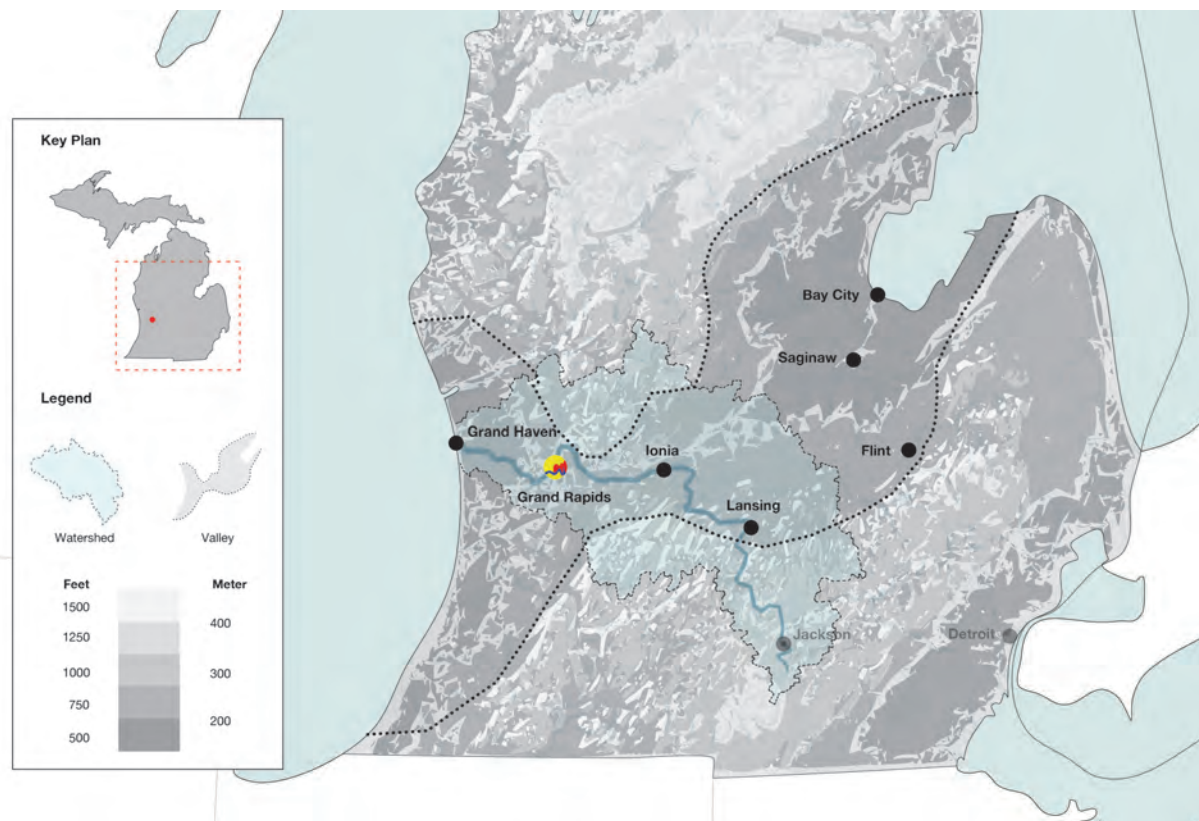 Key Plan
Legend
Watershed
Valley
Feet
Meter
1500
1250
1000
750
500
400
300
200
Bay City
Saginaw
Grand Haven
Flint
Ionia
Grand Rapids
Lansing
Jackson
Detroit